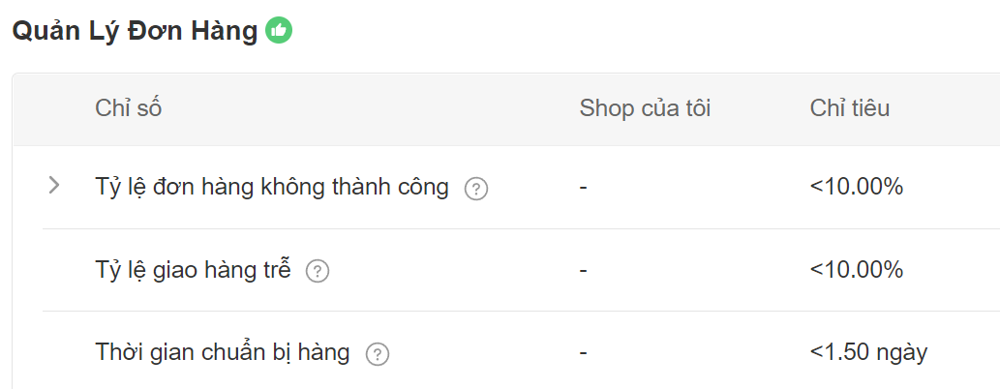 Quản Lý Đơn Hàng
Chỉ số Shop của tôi Chỉ tiêu
Tỷ lệ đơn hàng không thành công ? - <10.00%
Tỷ lệ giao hàng trễ ? - <10.00%
Thời gian chuẩn bị hàng ? - <1.50 ngày